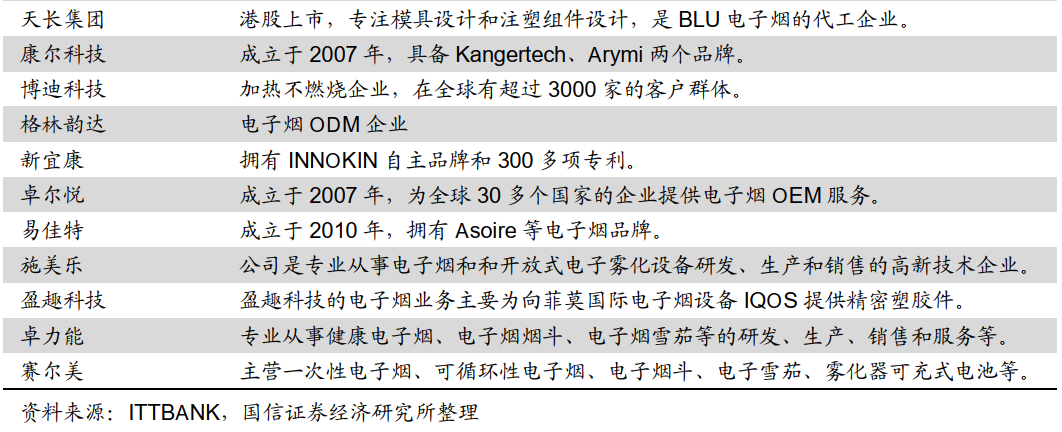 天长集团 港股上市，专注模具设计和注塑组件设计，是 BLU 电子烟的代工企业。
康尔科技 成立于 2007 年，具备 Kangertech、Arymi 两个品牌。
博迪科技 加热不燃烧企业，在全球有超过 3000 家的客户群体。
格林韵达 电子烟 ODM 企业
新宜康 拥有 INNOKIN 自主品牌和 300 多项专利。
卓尔悦 成立于 2007 年，为全球 30 多个国家的企业提供电子烟 OEM 服务。
易佳特 成立于 2010 年，拥有 Asoire 等电子烟品牌。
施美乐 公司是专业从事电子烟和和开放式电子雾化设备研发、生产和销售的高新技术企业。
盈趣科技 盈趣科技的电子烟业务主要为向菲莫国际电子烟设备 IQOS 提供精密塑胶件。
卓力能 专业从事健康电子烟、电子烟烟斗、电子烟雪茄等的研发、生产、销售和服务等。
赛尔美 主营一次性电子烟、可循环性电子烟、电子烟斗、电子雪茄、雾化器可充式电池等。
资料来源：ITTBANK，国信证券经济研究所整理